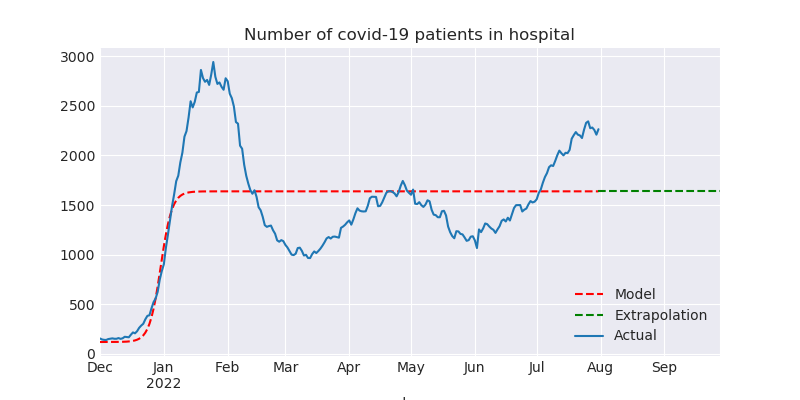 Number of covid-19 patients in hospital
3000
2500
2000
1500
1000
500
0
Dec Jan Feb Mar Apr May Jun Jul Aug Sep
2022
Model
Extrapolation
Actual